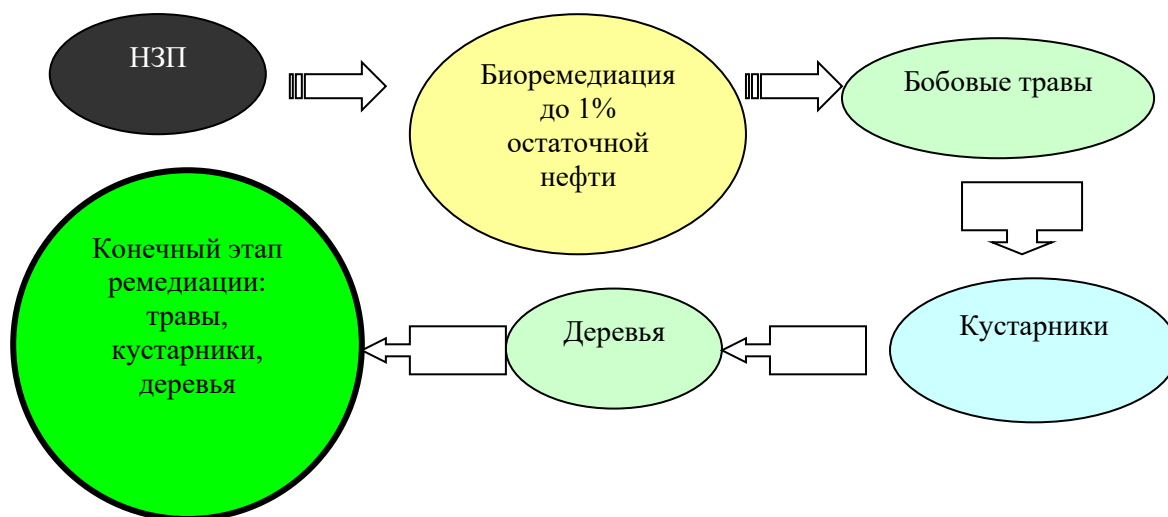 НЗП
Биоремедиация
до 1%
остаточной
нефти
Бобовые травы
Кустарники
Деревья
Конечный этап
ремедиации:
травы,
кустарники,
деревья